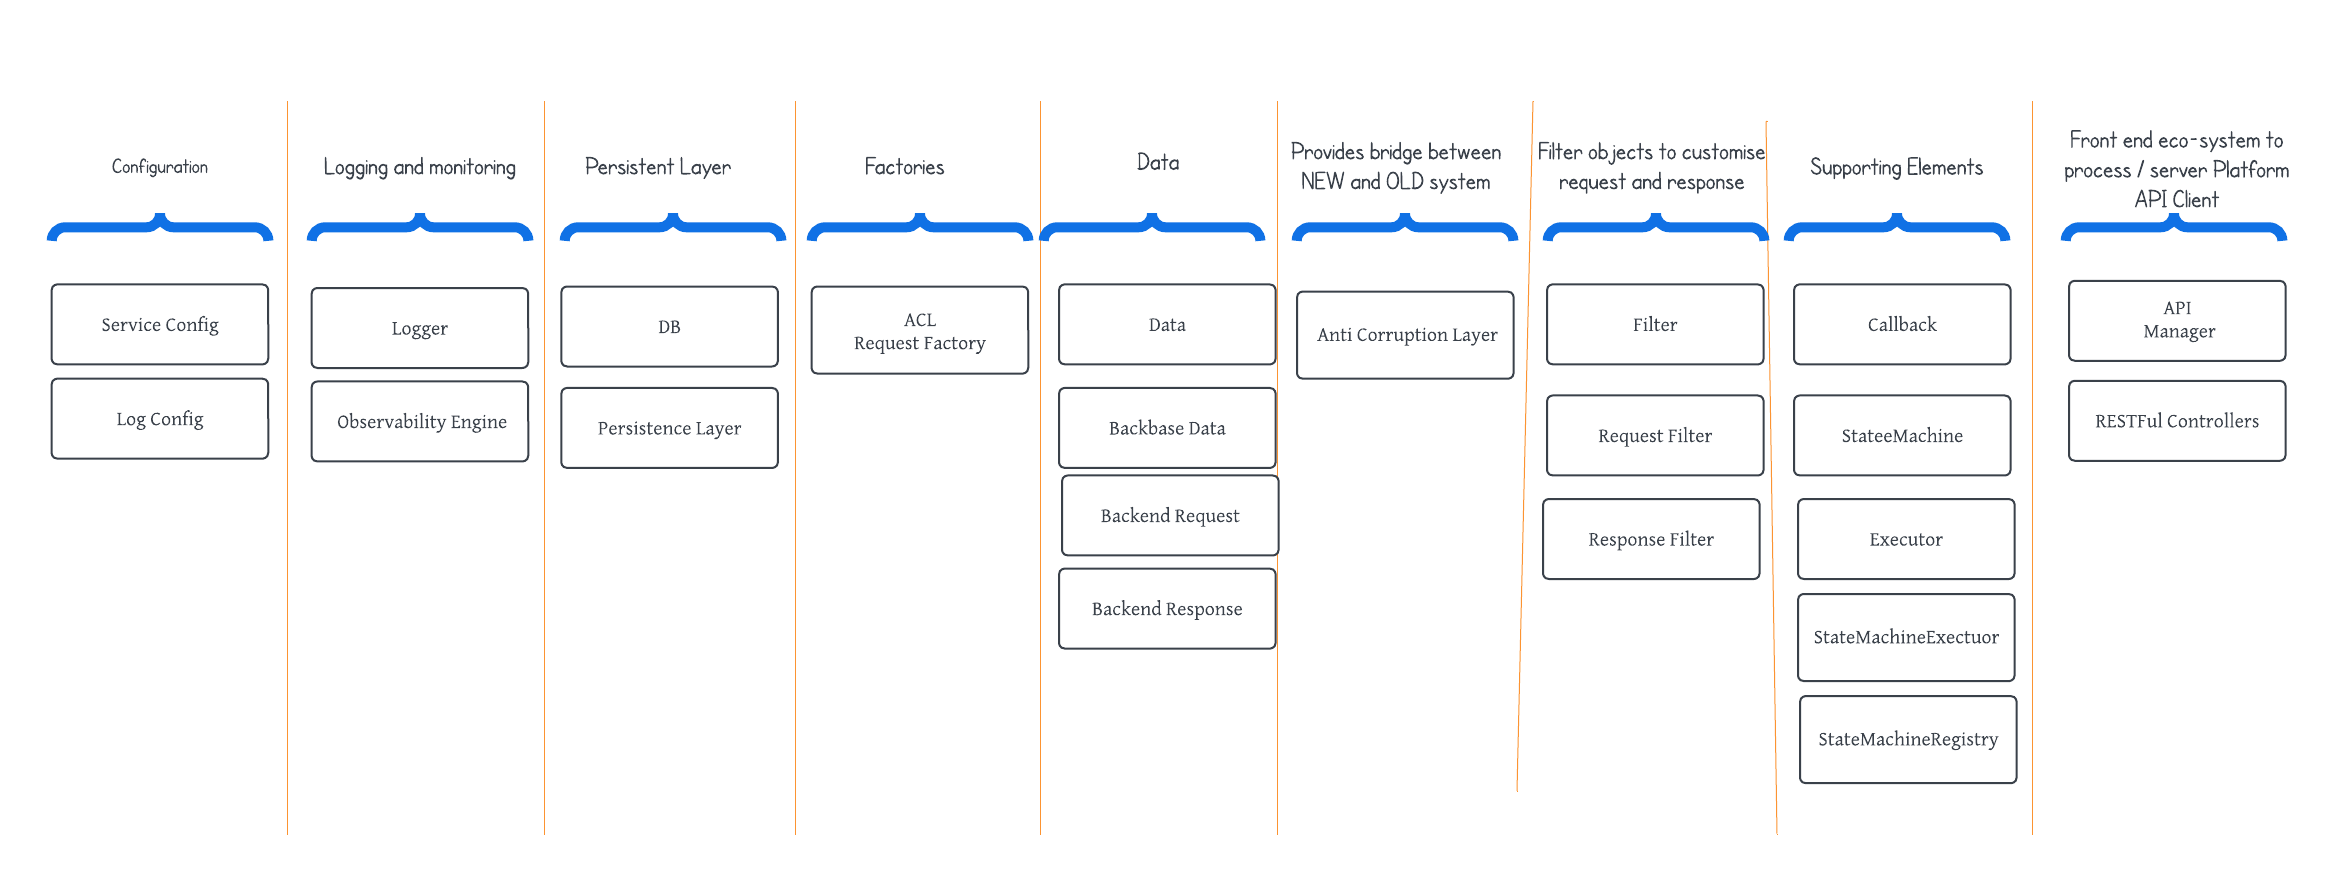 Configuration
Service Config
Log Config
Logging and monitoring
Logger
Observability Engine
Persistent Layer
DB
Persistence Layer
Factories
ACL
Request Factory
Data
Data
Backbase Data
Backend Request
Backend Response
Provides bridge between
NEW and OLD system
Anti Corruption Layer
Filter objects to customise
request and response
Filter
Request Filter
Response Filter
Supporting Elements
Callback
StateeMachine
Executor
StateMachineExectuor
StateMachineRegistry
Front end eco-system to
process / server Platform
API Client
API
Manager
RESTFul Controllers